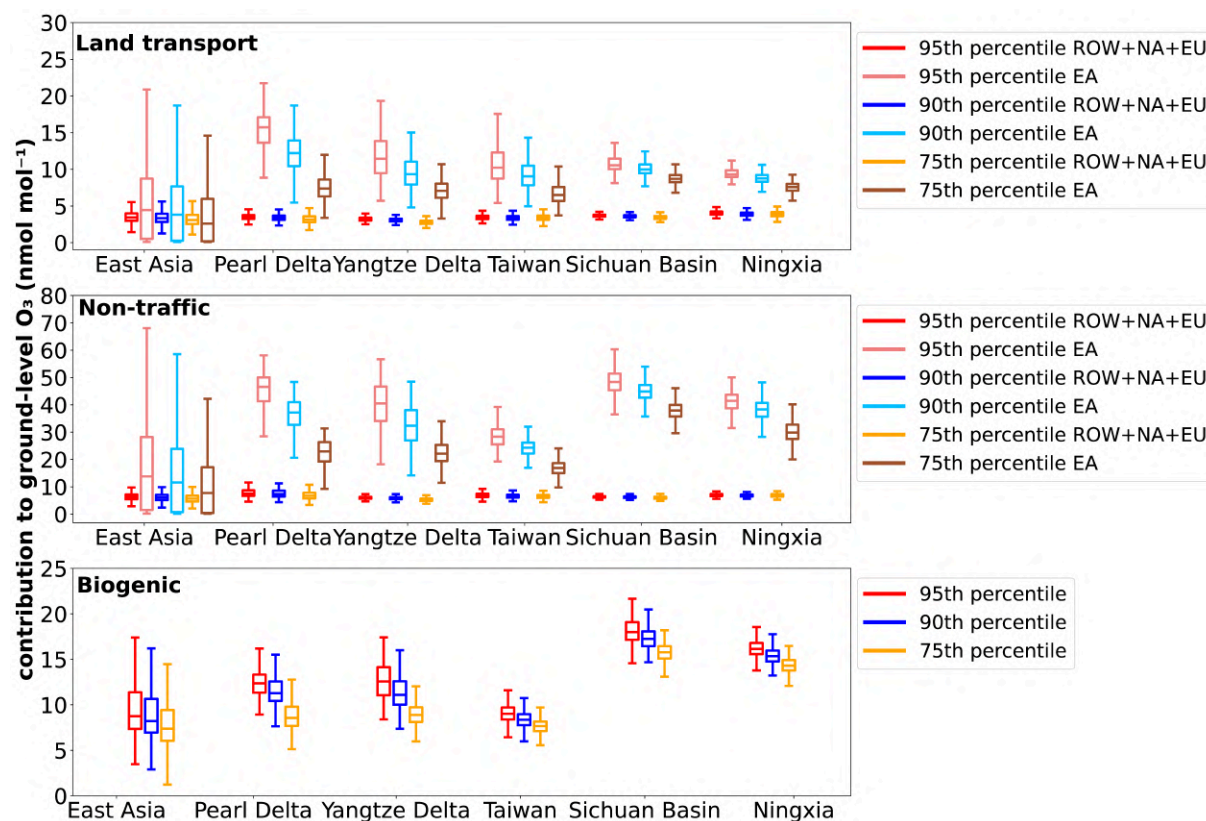 contribution to ground-level O₃ (nmol mol⁻¹)
Land transport
30
25
20
15
10
5
0
East Asia Pearl Delta Yangtze Delta Taiwan Sichuan Basin Ningxia
95th percentile ROW+NA+EU
95th percentile EA
90th percentile ROW+NA+EU
90th percentile EA
75th percentile ROW+NA+EU
75th percentile EA
Non-traffic
80
70
60
50
40
30
20
10
0
East Asia Pearl Delta Yangtze Delta Taiwan Sichuan Basin Ningxia
95th percentile ROW+NA+EU
95th percentile EA
90th percentile ROW+NA+EU
90th percentile EA
75th percentile ROW+NA+EU
75th percentile EA
Biogenic
25
20
15
10
5
0
East Asia Pearl Delta Yangtze Delta Taiwan Sichuan Basin Ningxia
95th percentile
90th percentile
75th percentile